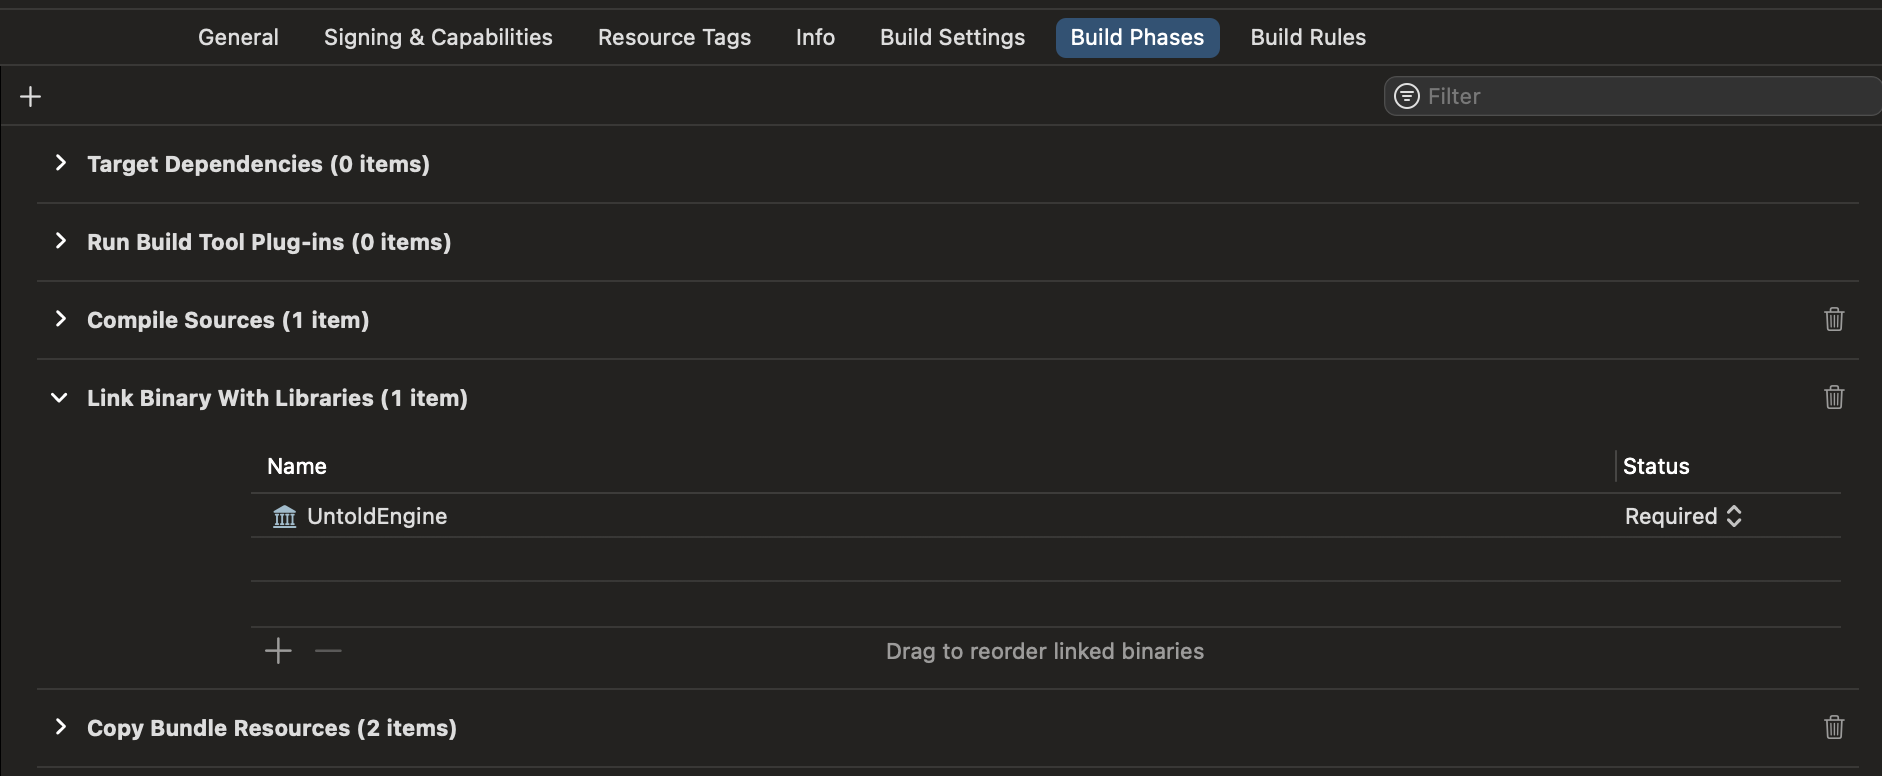 General Signing & Capabilities Resource Tags Info Build Settings Build Phases Build Rules
Filter
Target Dependencies (0 items)
Run Build Tool Plug-ins (0 items)
Compile Sources (1 item)
Link Binary With Libraries (1 item)
Name Status
UntoldEngine Required
Drag to reorder linked binaries
Copy Bundle Resources (2 items)